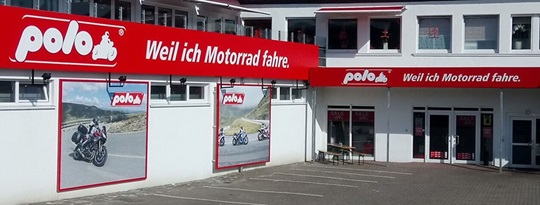 polo® Weil ich Motorrad fahre.
polo Weil ich Motorrad fahre.
polo
polo